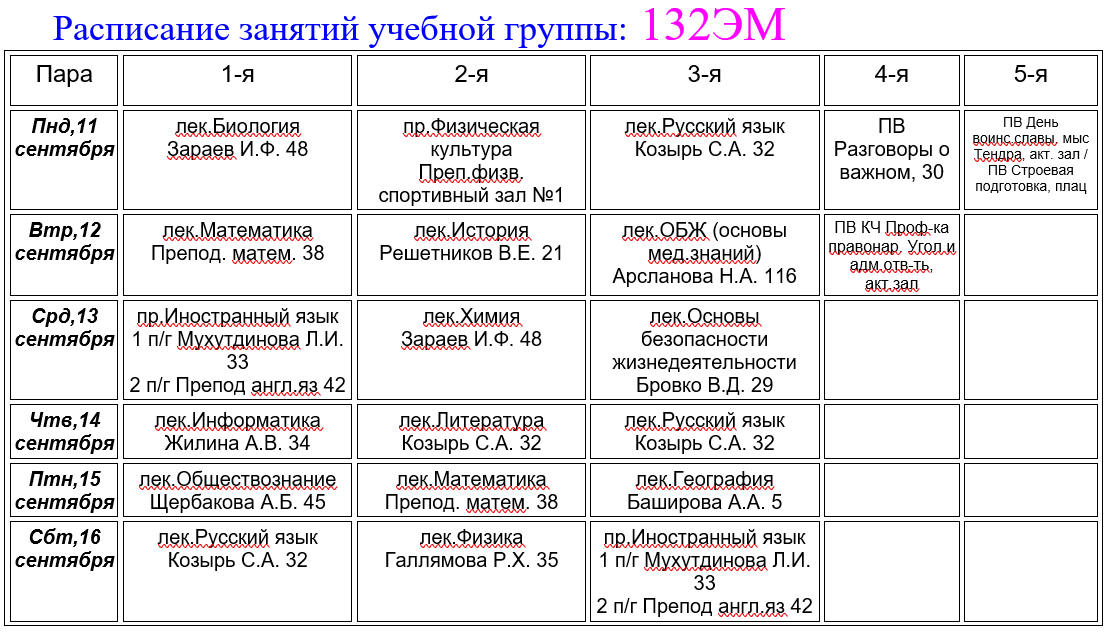 Расписание занятий учебной группы: 132ЭМ
Пара
1-я
2-я
3-я
4-я
5-я
Пнд,11
сентября
лек.Биология
Зараев И.Ф. 48
пр.Физическая
культура
Преп.физв.
спортивный зал №1
лек.Русский язык
Козырь С.А. 32
ПВ
Разговоры о
важном, 30
ПВ День
воинс.славы, мыс
Тендра, акт. зал /
ПВ Строевая
подготовка, плац
Втр,12
сентября
лек.Математика
Препод. матем. 38
лек.История
Решетников В.Е. 21
лек.ОБЖ (основы
мед.знаний)
Арсланова Н.А. 116
ПВ КЧ Проф-ка
правонар. Угол.и
адм.отв-ть,
акт.зал
Срд,13
сентября
пр.Иностранный язык
1 п/г Мухутдинова Л.И.
33
2 п/г Препод англ.яз 42
лек.Химия
Зараев И.Ф. 48
лек.Основы
безопасности
жизнедеятельности
Бровко В.Д. 29
Чтв,14
сентября
лек.Информатика
Жилина А.В. 34
лек.Литература
Козырь С.А. 32
лек.Русский язык
Козырь С.А. 32
Птн,15
сентября
лек.Обществознание
Щербакова А.Б. 45
лек.Математика
Препод. матем. 38
лек.География
Баширова А.А. 5
Сбт,16
сентября
лек.Русский язык
Козырь С.А. 32
лек.Физика
Галлямова Р.Х. 35
пр.Иностранный язык
1 п/г Мухутдинова Л.И.
33
2 п/г Препод англ.яз 42